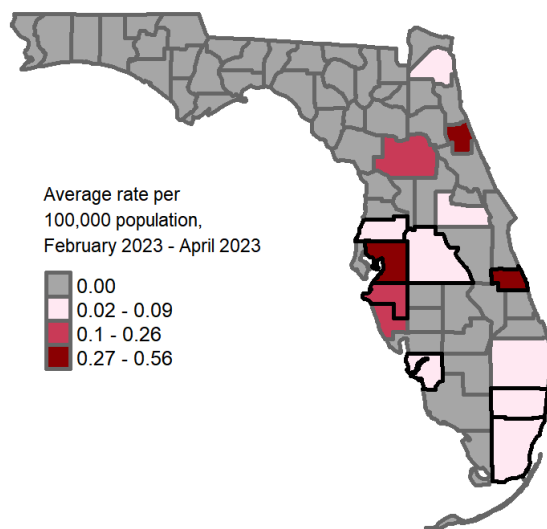 Average rate per
100,000 population,
February 2023 - April 2023
0.00
0.02 - 0.09
0.1 - 0.26
0.27 - 0.56